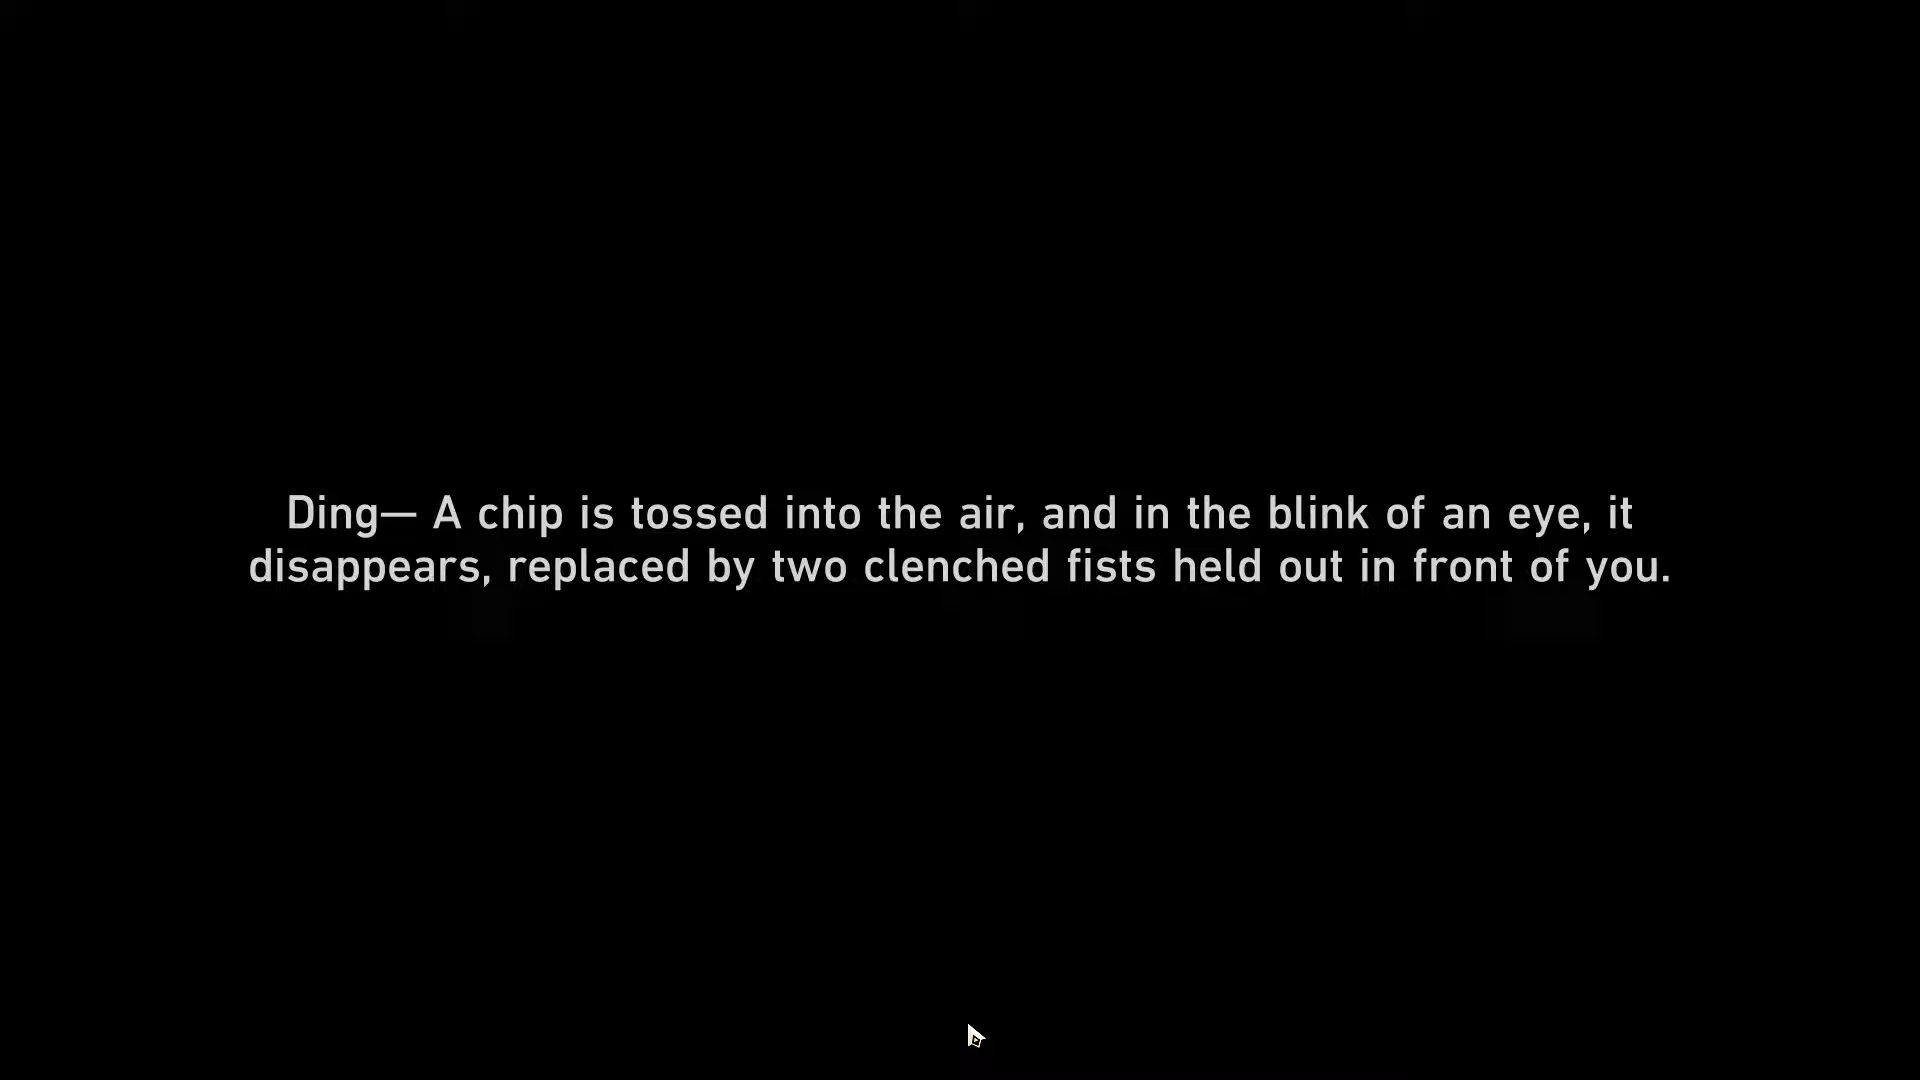 Ding— A chip is tossed into the air, and in the blink of an eye, it
disappears, replaced by two clenched fists held out in front of you.